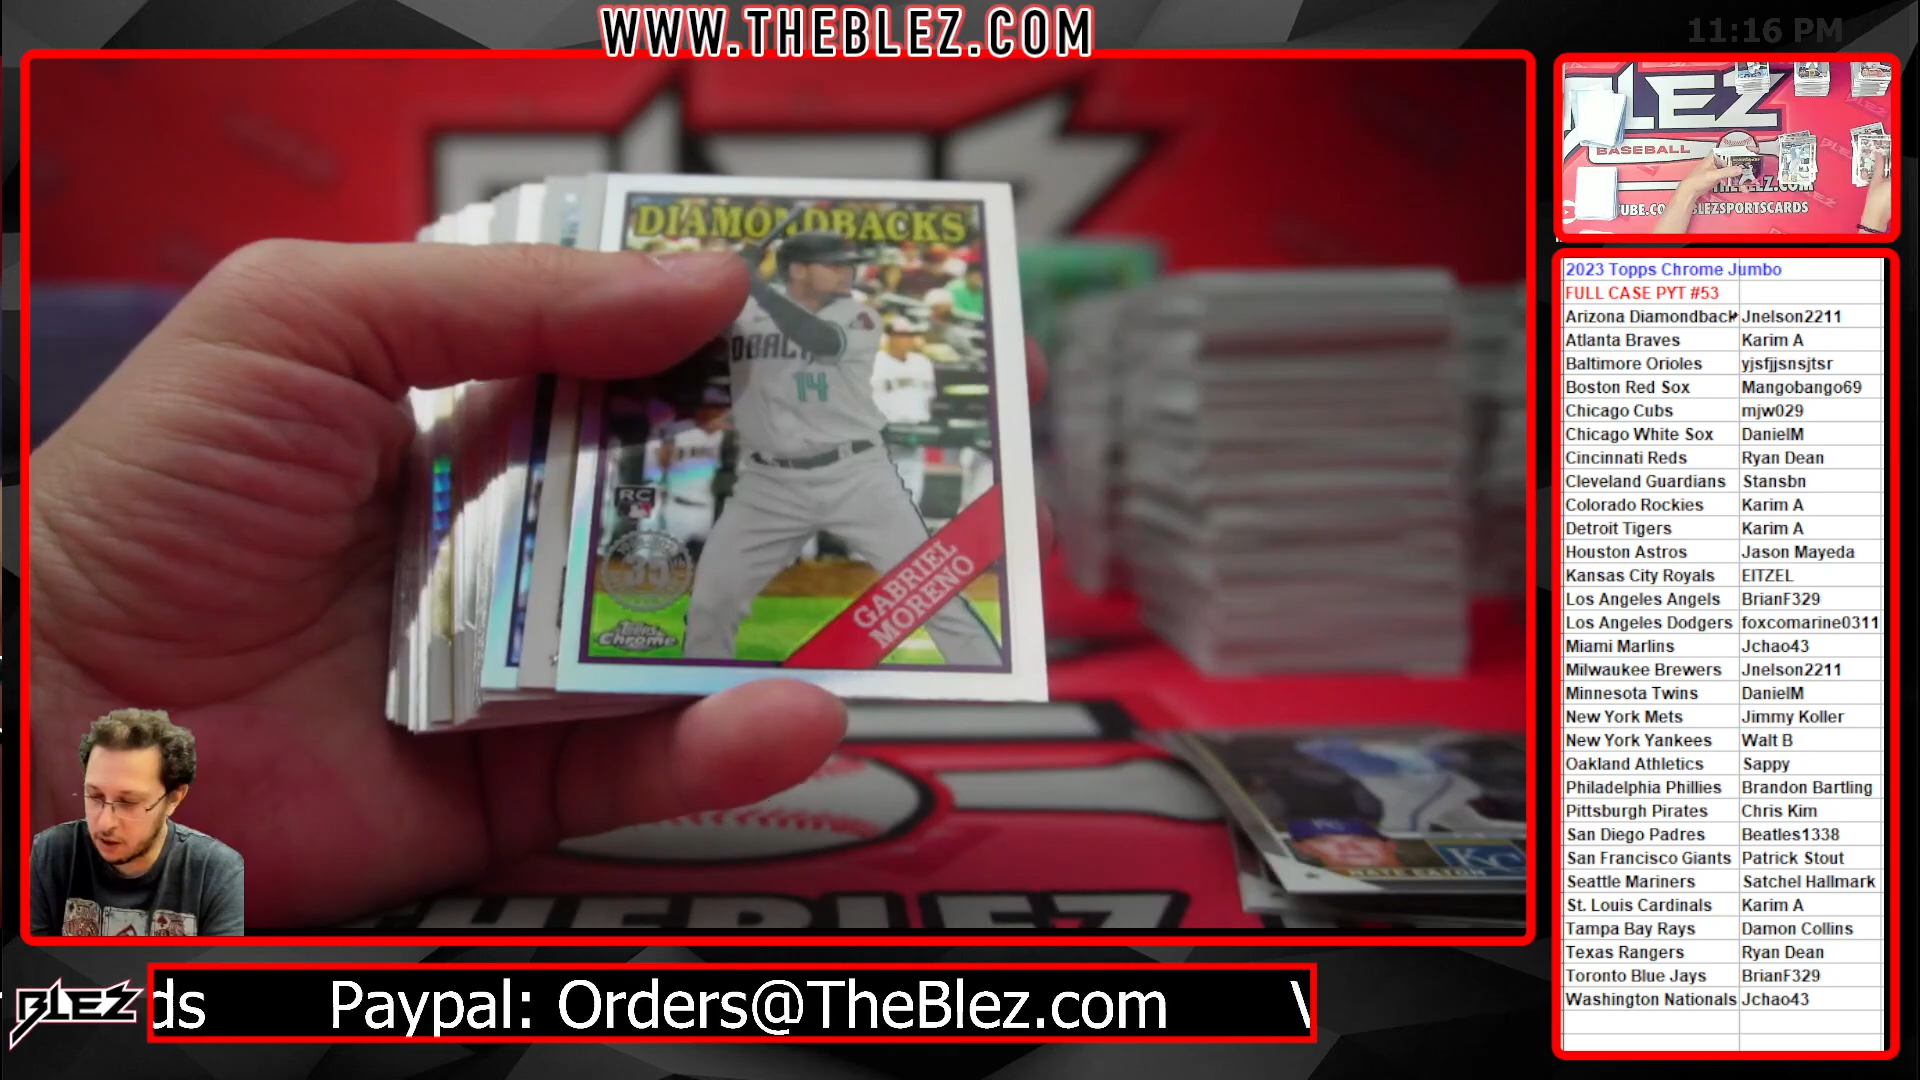 WWW.THEBLEZ.COM
11:16 PM
DIAMONDBACKS
14
RC
35
Topps
Chrome
GABRIEL
MORENO
KC
NATE EATON
BLEZ
BASEBALL
2023 Topps Chrome Jumbo
FULL CASE PYT #53
Arizona Diamondback Jnelson2211
Atlanta Braves Karim A
Baltimore Orioles yjsfjjsnsjtsr
Boston Red Sox Mangobango69
Chicago Cubs mjw029
Chicago White Sox DanielM
Cincinnati Reds Ryan Dean
Cleveland Guardians Stansbn
Colorado Rockies Karim A
Detroit Tigers Karim A
Houston Astros Jason Mayeda
Kansas City Royals EITZEL
Los Angeles Angels BrianF329
Los Angeles Dodgers foxcomarine0311
Miami Marlins Jchao43
Milwaukee Brewers Jnelson2211
Minnesota Twins DanielM
New York Mets Jimmy Koller
New York Yankees Walt B
Oakland Athletics Sappy
Philadelphia Phillies Brandon Bartling
Pittsburgh Pirates Chris Kim
San Diego Padres Beatles1338
San Francisco Giants Patrick Stout
Seattle Mariners Satchel Hallmark
St. Louis Cardinals Karim A
Tampa Bay Rays Damon Collins
Texas Rangers Ryan Dean
Toronto Blue Jays BrianF329
Washington Nationals Jchao43
BLEZ
ds Paypal: Orders@TheBlez.com